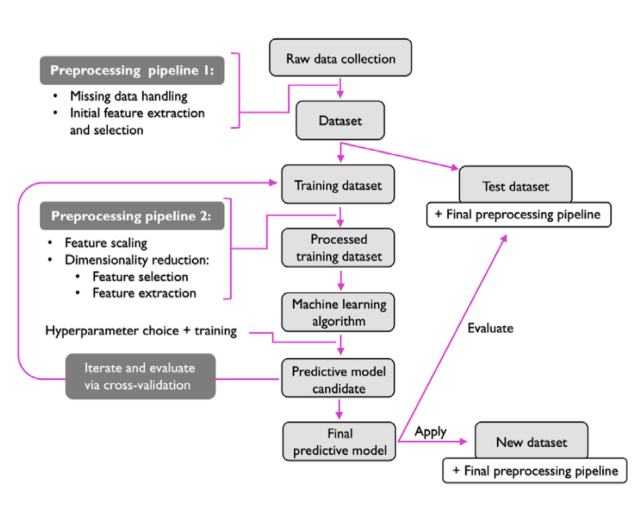 Raw data collection
Preprocessing pipeline 1:
• Missing data handling
• Initial feature extraction
and selection
Dataset
Training dataset
Test dataset
+ Final preprocessing pipeline
Preprocessing pipeline 2:
• Feature scaling
• Dimensionality reduction:
• Feature selection
• Feature extraction
Processed
training dataset
Machine learning
algorithm
Hyperparameter choice + training
Evaluate
Iterate and evaluate
via cross-validation
Predictive model
candidate
Final
predictive model
Apply
New dataset
+ Final preprocessing pipeline